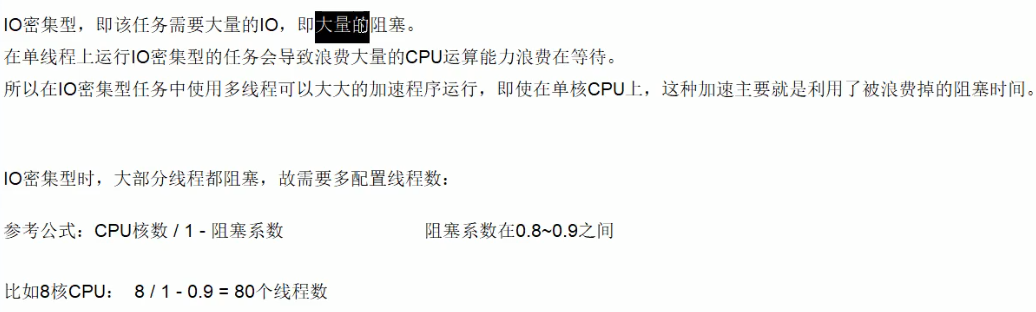 IO密集型，即该任务需要大量的IO，即大量的阻塞。
在单线程上运行IO密集型的任务会导致浪费大量的CPU运算能力浪费在等待。
所以在IO密集型任务中使用多线程可以大大的加速程序运行，即使在单核CPU上，这种加速主要就是利用了被浪费掉的阻塞时间。
IO密集型时，大部分线程都阻塞，故需要多配置线程数：
参考公式：CPU核数 / 1 - 阻塞系数 阻塞系数在0.8~0.9之间
比如8核CPU： 8 / 1 - 0.9 = 80个线程数